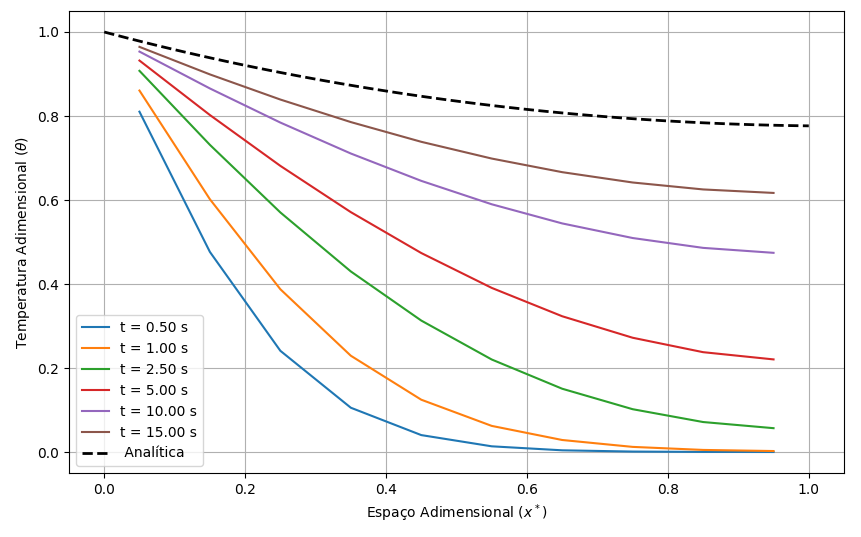 1.0
0.8
0.6
0.4
0.2
0.0
Temperatura Adimensional (θ)
t = 0.50 s
t = 1.00 s
t = 2.50 s
t = 5.00 s
t = 10.00 s
t = 15.00 s
Analítica
0.0 0.2 0.4 0.6 0.8 1.0
Espaço Adimensional (x*)